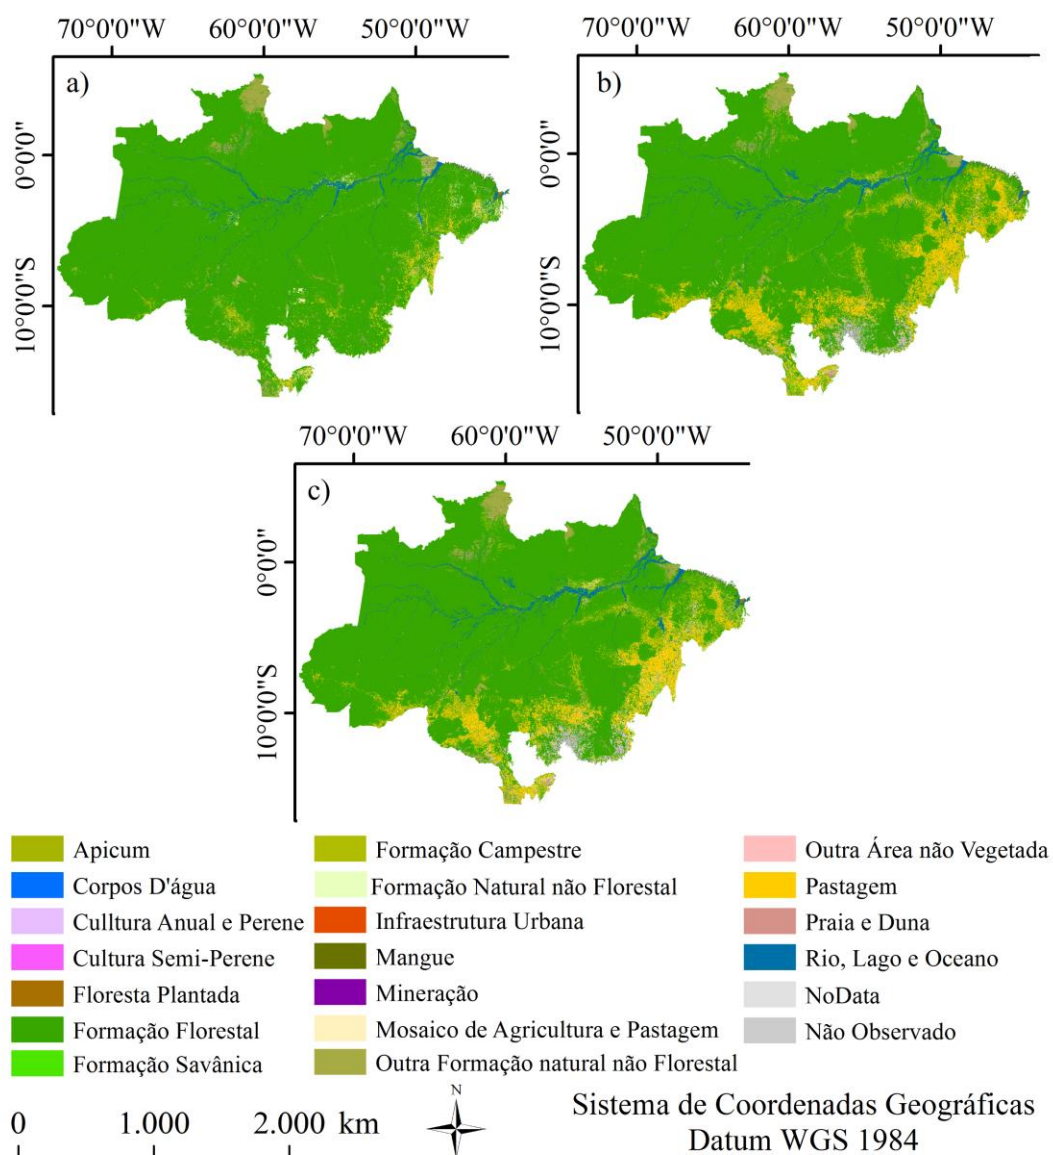 70°0'0"W 60°0'0"W 50°0'0"W
a)
0°0'0"
10°0'0"S
70°0'0"W 60°0'0"W 50°0'0"W
b)
0°0'0"
10°0'0"S
70°0'0"W 60°0'0"W 50°0'0"W
c)
0°0'0"
10°0'0"S
Apicum
Corpos D'água
Culltura Anual e Perene
Cultura Semi-Perene
Floresta Plantada
Formação Florestal
Formação Savânica
Formação Campestre
Formação Natural não Florestal
Infraestrutura Urbana
Mangue
Mineração
Mosaico de Agricultura e Pastagem
Outra Formação natural não Florestal
Outra Área não Vegetada
Pastagem
Praia e Duna
Rio, Lago e Oceano
NoData
Não Observado
0 1.000 2.000 km
N
Sistema de Coordenadas Geográficas
Datum WGS 1984